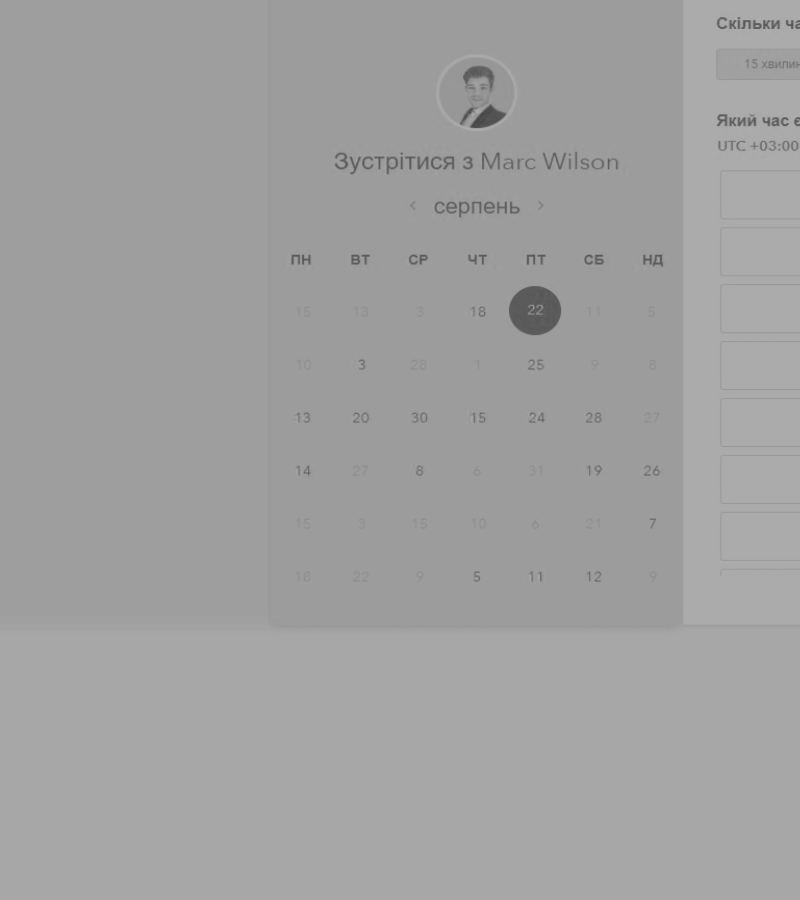 Скільки ча
15 хвилин
Який час є
UTC +03:00
Зустрітися з Marc Wilson
серпень
ПН ВТ СР ЧТ ПТ СБ НД
15 13 3 18 22 11 5
10 3 28 1 25 9 8
13 20 30 15 24 28 27
14 27 8 6 31 19 26
15 3 15 10 6 21 7
18 22 9 5 11 12 9